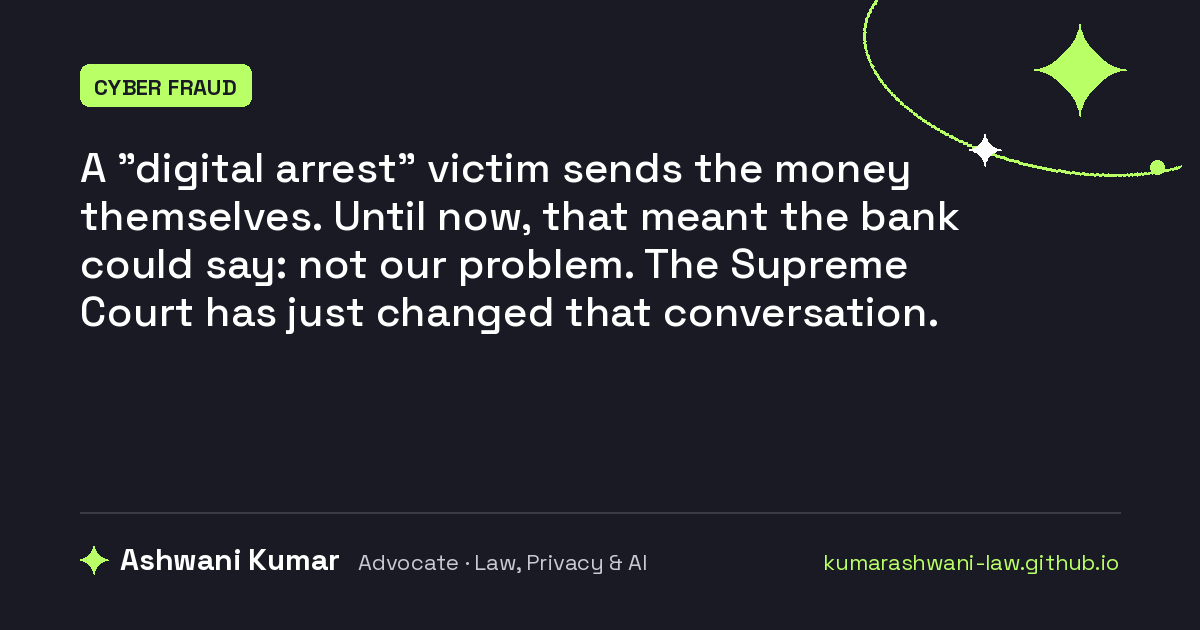 CYBER FRAUD
A ”digital arrest” victim sends the money
themselves. Until now, that meant the bank
could say: not our problem. The Supreme
Court has just changed that conversation.
Ashwani Kumar Advocate · Law, Privacy & AI kumarashwani-law.github.io